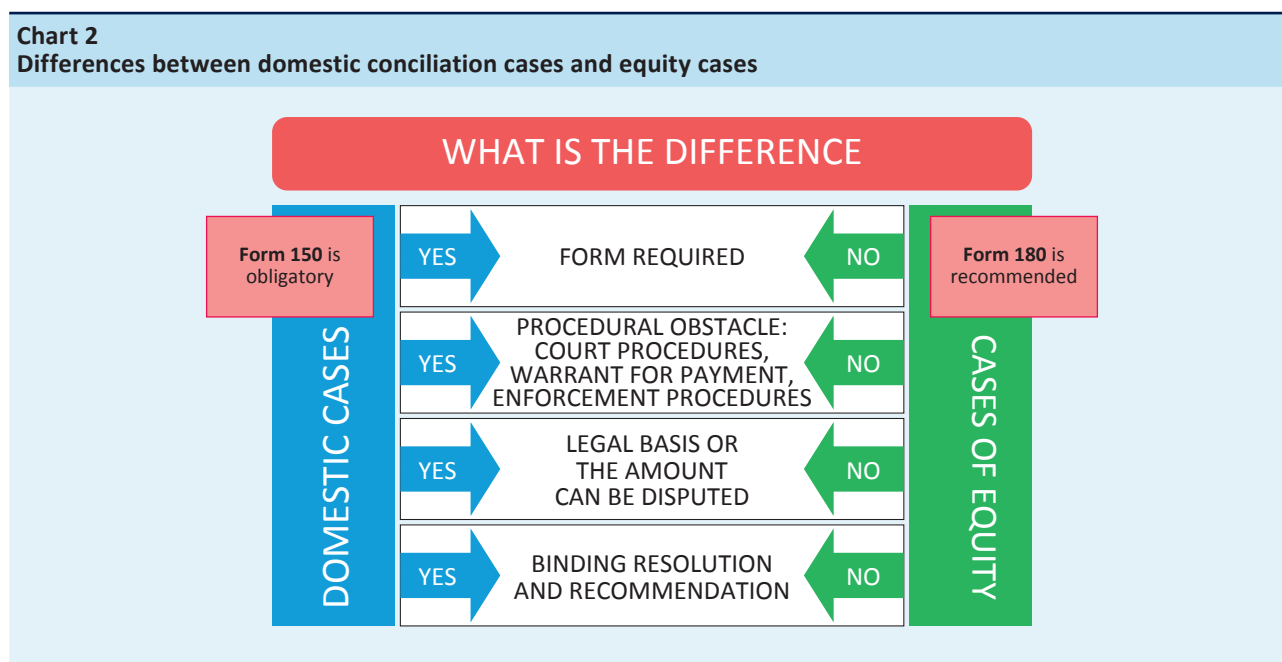 Chart 2
Differences between domestic conciliation cases and equity cases
WHAT IS THE DIFFERENCE
Form 150 is
obligatory
DOMESTIC CASES
YES
FORM REQUIRED
NO
Form 180 is
recommended
CASES OF EQUITY
YES
PROCEDURAL OBSTACLE:
COURT PROCEDURES,
WARRANT FOR PAYMENT,
ENFORCEMENT PROCEDURES
NO
YES
LEGAL BASIS OR
THE AMOUNT
CAN BE DISPUTED
NO
YES
BINDING RESOLUTION
AND RECOMMENDATION
NO